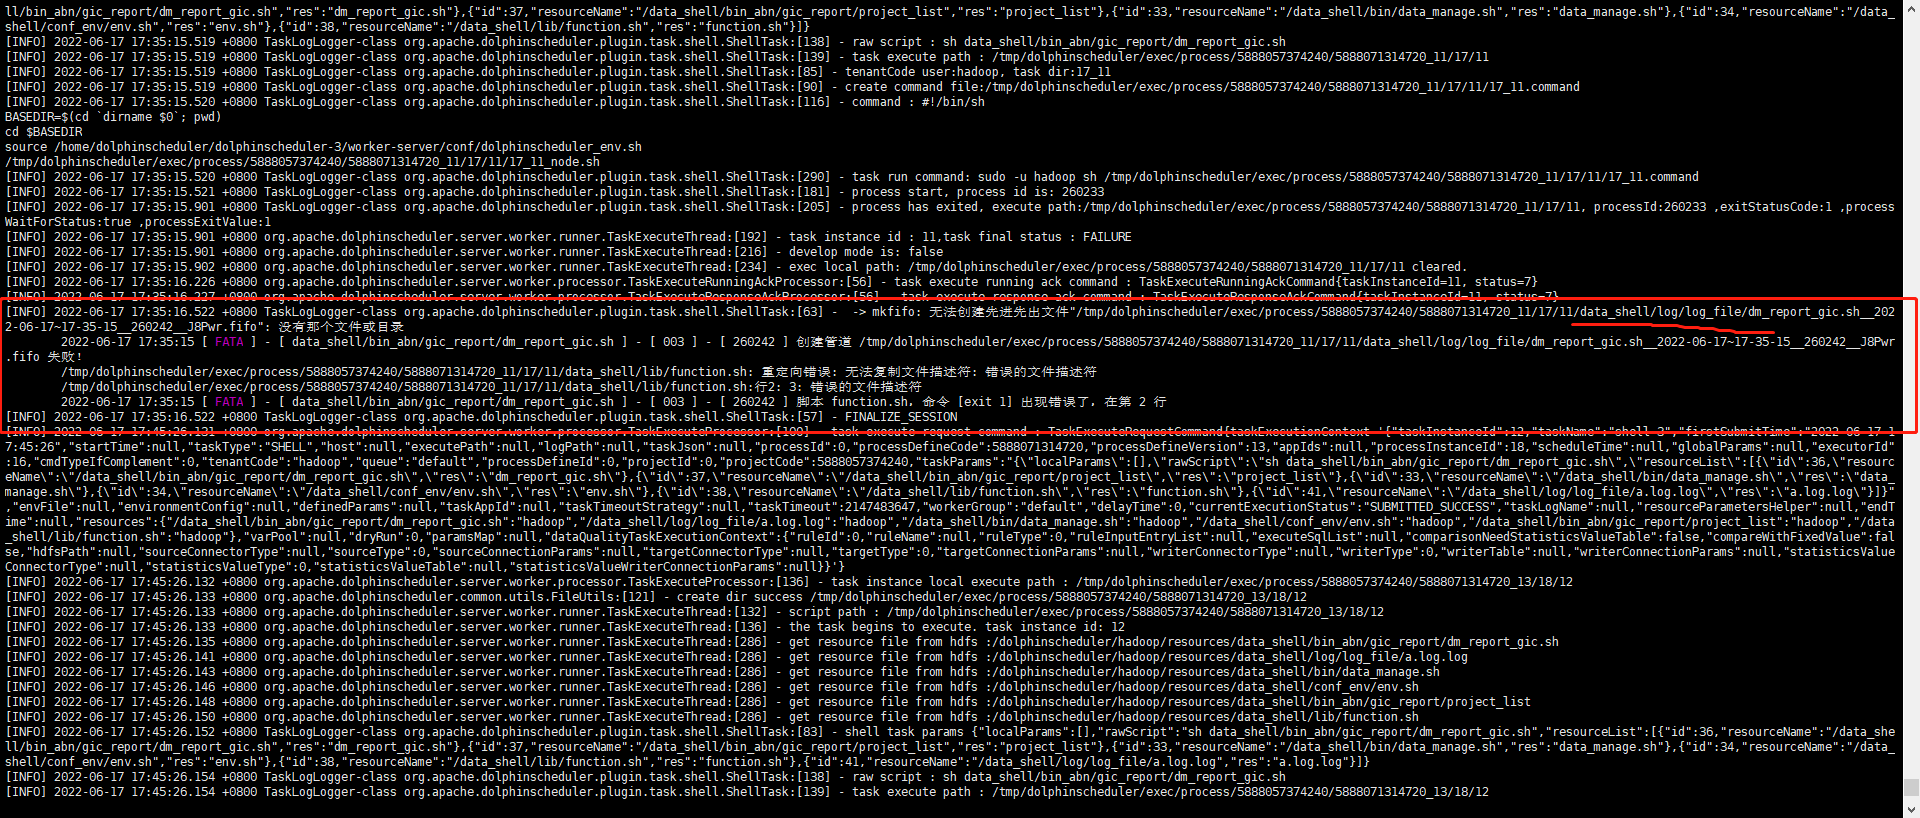 ll/bin_abn/gic_report/dm_report_gic.sh","res":"dm_report_gic.sh"},{"id":37,"resourceName":"/data_shell/bin_abn/gic_report/project_list","res":"project_list"},{"id":33,"resourceName":"/data_shell/bin/data_manage.sh","res":"data_manage.sh"},{"id":34,"resourceName":"/data_
shell/conf_env/env.sh","res":"env.sh"},{"id":38,"resourceName":"/data_shell/lib/function.sh","res":"function.sh"}]}
[INFO] 2022-06-17 17:35:15.519 +0800 TaskLogLogger-class org.apache.dolphinscheduler.plugin.task.shell.ShellTask:[138] - raw script : sh data_shell/bin_abn/gic_report/dm_report_gic.sh
[INFO] 2022-06-17 17:35:15.519 +0800 TaskLogLogger-class org.apache.dolphinscheduler.plugin.task.shell.ShellTask:[139] - task execute path : /tmp/dolphinscheduler/exec/process/5888057374240/5888071314720_11/17/11
[INFO] 2022-06-17 17:35:15.519 +0800 TaskLogLogger-class org.apache.dolphinscheduler.plugin.task.shell.ShellTask:[85] - tenantCode user:hadoop, task dir:17_11
[INFO] 2022-06-17 17:35:15.519 +0800 TaskLogLogger-class org.apache.dolphinscheduler.plugin.task.shell.ShellTask:[90] - create command file:/tmp/dolphinscheduler/exec/process/5888057374240/5888071314720_11/17/11/17_11.command
[INFO] 2022-06-17 17:35:15.520 +0800 TaskLogLogger-class org.apache.dolphinscheduler.plugin.task.shell.ShellTask:[116] - command : #!/bin/sh
BASEDIR=$(cd `dirname $0`; pwd)
cd $BASEDIR
source /home/dolphinscheduler/dolphinscheduler-3/worker-server/conf/dolphinscheduler_env.sh
/tmp/dolphinscheduler/exec/process/5888057374240/5888071314720_11/17/11/17_11_node.sh
[INFO] 2022-06-17 17:35:15.520 +0800 TaskLogLogger-class org.apache.dolphinscheduler.plugin.task.shell.ShellTask:[290] - task run command: sudo -u hadoop sh /tmp/dolphinscheduler/exec/process/5888057374240/5888071314720_11/17/11/17_11.command
[INFO] 2022-06-17 17:35:15.521 +0800 TaskLogLogger-class org.apache.dolphinscheduler.plugin.task.shell.ShellTask:[181] - process start, process id is: 260233
[INFO] 2022-06-17 17:35:15.901 +0800 TaskLogLogger-class org.apache.dolphinscheduler.plugin.task.shell.ShellTask:[205] - process has exited, execute path:/tmp/dolphinscheduler/exec/process/5888057374240/5888071314720_11/17/11, processId:260233 ,exitStatusCode:1 ,process
WaitForStatus:true ,processExitValue:1
[INFO] 2022-06-17 17:35:15.901 +0800 org.apache.dolphinscheduler.server.worker.runner.TaskExecuteThread:[192] - task instance id : 11,task final status : FAILURE
[INFO] 2022-06-17 17:35:15.901 +0800 org.apache.dolphinscheduler.server.worker.runner.TaskExecuteThread:[216] - develop mode is: false
[INFO] 2022-06-17 17:35:15.902 +0800 org.apache.dolphinscheduler.server.worker.runner.TaskExecuteThread:[234] - exec local path: /tmp/dolphinscheduler/exec/process/5888057374240/5888071314720_11/17/11 cleared.
[INFO] 2022-06-17 17:35:16.226 +0800 org.apache.dolphinscheduler.server.worker.processor.TaskExecuteRunningAckProcessor:[56] - task execute running ack command : TaskExecuteRunningAckCommand{taskInstanceId=11, status=7}
[INFO] 2022-06-17 17:35:16.227 +0800 org.apache.dolphinscheduler.server.worker.processor.TaskExecuteResponseAckProcessor:[56] - task execute response ack command : TaskExecuteResponseAckCommand{taskInstanceId=11, status=7}
[INFO] 2022-06-17 17:35:16.522 +0800 TaskLogLogger-class org.apache.dolphinscheduler.plugin.task.shell.ShellTask:[63] -  -> mkfifo: 无法创建先进先出文件"/tmp/dolphinscheduler/exec/process/5888057374240/5888071314720_11/17/11/data_shell/log/log_file/dm_report_gic.sh__202
2-06-17~17-35-15__260242__J8Pwr.fifo": 没有那个文件或目录
2022-06-17 17:35:15 [ FATA ] - [ data_shell/bin_abn/gic_report/dm_report_gic.sh ] - [ 003 ] - [ 260242 ] 创建管道 /tmp/dolphinscheduler/exec/process/5888057374240/5888071314720_11/17/11/data_shell/log/log_file/dm_report_gic.sh__2022-06-17~17-35-15__260242__J8Pwr
.fifo 失败!
/tmp/dolphinscheduler/exec/process/5888057374240/5888071314720_11/17/11/data_shell/lib/function.sh: 重定向错误: 无法复制文件描述符: 错误的文件描述符
/tmp/dolphinscheduler/exec/process/5888057374240/5888071314720_11/17/11/data_shell/lib/function.sh:行2: 3: 错误的文件描述符
2022-06-17 17:35:15 [ FATA ] - [ data_shell/bin_abn/gic_report/dm_report_gic.sh ] - [ 003 ] - [ 260242 ] 脚本 function.sh, 命令 [exit 1] 出现错误了, 在第 2 行
[INFO] 2022-06-17 17:35:16.522 +0800 TaskLogLogger-class org.apache.dolphinscheduler.plugin.task.shell.ShellTask:[57] - FINALIZE_SESSION
[INFO] 2022-06-17 17:45:26.131 +0800 org.apache.dolphinscheduler.server.worker.processor.TaskExecuteProcessor:[100] - task execute request command : TaskExecuteRequestCommand{taskExecutionContext='{"taskInstanceId":12,"taskName":"shell-3","firstSubmitTime":"2022-06-17 1
7:45:26","startTime":null,"taskType":"SHELL","host":null,"executePath":null,"logPath":null,"taskJson":null,"processId":0,"processDefineCode":5888071314720,"processDefineVersion":13,"appIds":null,"processInstanceId":18,"scheduleTime":null,"globalParams":null,"executorId"
:16,"cmdTypeIfComplement":0,"tenantCode":"hadoop","queue":"default","processDefineId":0,"projectId":0,"projectCode":5888057374240,"taskParams":"{\"localParams\":[],\"rawScript\":\"sh data_shell/bin_abn/gic_report/dm_report_gic.sh\",\"resourceList\":[{\"id\":36,\"resource
Name\":\"/data_shell/bin_abn/gic_report/dm_report_gic.sh\",\"res\":\"dm_report_gic.sh\"},{\"id\":37,\"resourceName\":\"/data_shell/bin_abn/gic_report/project_list\",\"res\":\"project_list\"},{\"id\":33,\"resourceName\":\"/data_shell/bin/data_manage.sh\",\"res\":\"data_
manage.sh\"},{\"id\":34,\"resourceName\":\"/data_shell/conf_env/env.sh\",\"res\":\"env.sh\"},{\"id\":38,\"resourceName\":\"/data_shell/lib/function.sh\",\"res\":\"function.sh\"},{\"id\":41,\"resourceName\":\"/data_shell/log/log_file/a.log.log\",\"res\":\"a.log.log\"}]}"
,"envFile":null,"environmentConfig":null,"definedParams":null,"taskAppId":null,"taskTimeoutStrategy":null,"taskTimeout":2147483647,"workerGroup":"default","delayTime":0,"currentExecutionStatus":"SUBMITTED_SUCCESS","taskLogName":null,"resourceParametersHelper":null,"endT
ime":null,"resources":{"/data_shell/bin_abn/gic_report/dm_report_gic.sh":"hadoop","/data_shell/log/log_file/a.log.log":"hadoop","/data_shell/bin/data_manage.sh":"hadoop","/data_shell/conf_env/env.sh":"hadoop","/data_shell/bin_abn/gic_report/project_list":"hadoop","/data
_shell/lib/function.sh":"hadoop"},"varPool":null,"dryRun":0,"paramsMap":null,"dataQualityTaskExecutionContext":{"ruleId":0,"ruleName":null,"ruleType":0,"ruleInputEntryList":null,"executeSqlList":null,"comparisonNeedStatisticsValueTable":false,"compareWithFixedValue":fal
se,"hdfsPath":null,"sourceConnectorType":null,"sourceType":0,"sourceConnectionParams":null,"targetConnectorType":null,"targetType":0,"targetConnectionParams":null,"writerConnectorType":null,"writerType":0,"writerTable":null,"writerConnectionParams":null,"statisticsValue
ConnectorType":null,"statisticsValueType":0,"statisticsValueTable":null,"statisticsValueWriterConnectionParams":null}}'}
[INFO] 2022-06-17 17:45:26.132 +0800 org.apache.dolphinscheduler.server.worker.processor.TaskExecuteProcessor:[136] - task instance local execute path : /tmp/dolphinscheduler/exec/process/5888057374240/5888071314720_13/18/12
[INFO] 2022-06-17 17:45:26.133 +0800 org.apache.dolphinscheduler.common.utils.FileUtils:[121] - create dir success /tmp/dolphinscheduler/exec/process/5888057374240/5888071314720_13/18/12
[INFO] 2022-06-17 17:45:26.133 +0800 org.apache.dolphinscheduler.server.worker.runner.TaskExecuteThread:[132] - script path : /tmp/dolphinscheduler/exec/process/5888057374240/5888071314720_13/18/12
[INFO] 2022-06-17 17:45:26.133 +0800 org.apache.dolphinscheduler.server.worker.runner.TaskExecuteThread:[136] - the task begins to execute. task instance id: 12
[INFO] 2022-06-17 17:45:26.135 +0800 org.apache.dolphinscheduler.server.worker.runner.TaskExecuteThread:[286] - get resource file from hdfs :/dolphinscheduler/hadoop/resources/data_shell/bin_abn/gic_report/dm_report_gic.sh
[INFO] 2022-06-17 17:45:26.141 +0800 org.apache.dolphinscheduler.server.worker.runner.TaskExecuteThread:[286] - get resource file from hdfs :/dolphinscheduler/hadoop/resources/data_shell/log/log_file/a.log.log
[INFO] 2022-06-17 17:45:26.143 +0800 org.apache.dolphinscheduler.server.worker.runner.TaskExecuteThread:[286] - get resource file from hdfs :/dolphinscheduler/hadoop/resources/data_shell/bin/data_manage.sh
[INFO] 2022-06-17 17:45:26.146 +0800 org.apache.dolphinscheduler.server.worker.runner.TaskExecuteThread:[286] - get resource file from hdfs :/dolphinscheduler/hadoop/resources/data_shell/conf_env/env.sh
[INFO] 2022-06-17 17:45:26.148 +0800 org.apache.dolphinscheduler.server.worker.runner.TaskExecuteThread:[286] - get resource file from hdfs :/dolphinscheduler/hadoop/resources/data_shell/bin_abn/gic_report/project_list
[INFO] 2022-06-17 17:45:26.150 +0800 org.apache.dolphinscheduler.server.worker.runner.TaskExecuteThread:[286] - get resource file from hdfs :/dolphinscheduler/hadoop/resources/data_shell/lib/function.sh
[INFO] 2022-06-17 17:45:26.152 +0800 TaskLogLogger-class org.apache.dolphinscheduler.plugin.task.shell.ShellTask:[83] - shell task params {"localParams":[],"rawScript":"sh data_shell/bin_abn/gic_report/dm_report_gic.sh","resourceList":[{"id":36,"resourceName":"/data_she
ll/bin_abn/gic_report/dm_report_gic.sh","res":"dm_report_gic.sh"},{"id":37,"resourceName":"/data_shell/bin_abn/gic_report/project_list","res":"project_list"},{"id":33,"resourceName":"/data_shell/bin/data_manage.sh","res":"data_manage.sh"},{"id":34,"resourceName":"/data_
shell/conf_env/env.sh","res":"env.sh"},{"id":38,"resourceName":"/data_shell/lib/function.sh","res":"function.sh"},{"id":41,"resourceName":"/data_shell/log/log_file/a.log.log","res":"a.log.log"}]}
[INFO] 2022-06-17 17:45:26.154 +0800 TaskLogLogger-class org.apache.dolphinscheduler.plugin.task.shell.ShellTask:[138] - raw script : sh data_shell/bin_abn/gic_report/dm_report_gic.sh
[INFO] 2022-06-17 17:45:26.154 +0800 TaskLogLogger-class org.apache.dolphinscheduler.plugin.task.shell.ShellTask:[139] - task execute path : /tmp/dolphinscheduler/exec/process/5888057374240/5888071314720_13/18/12